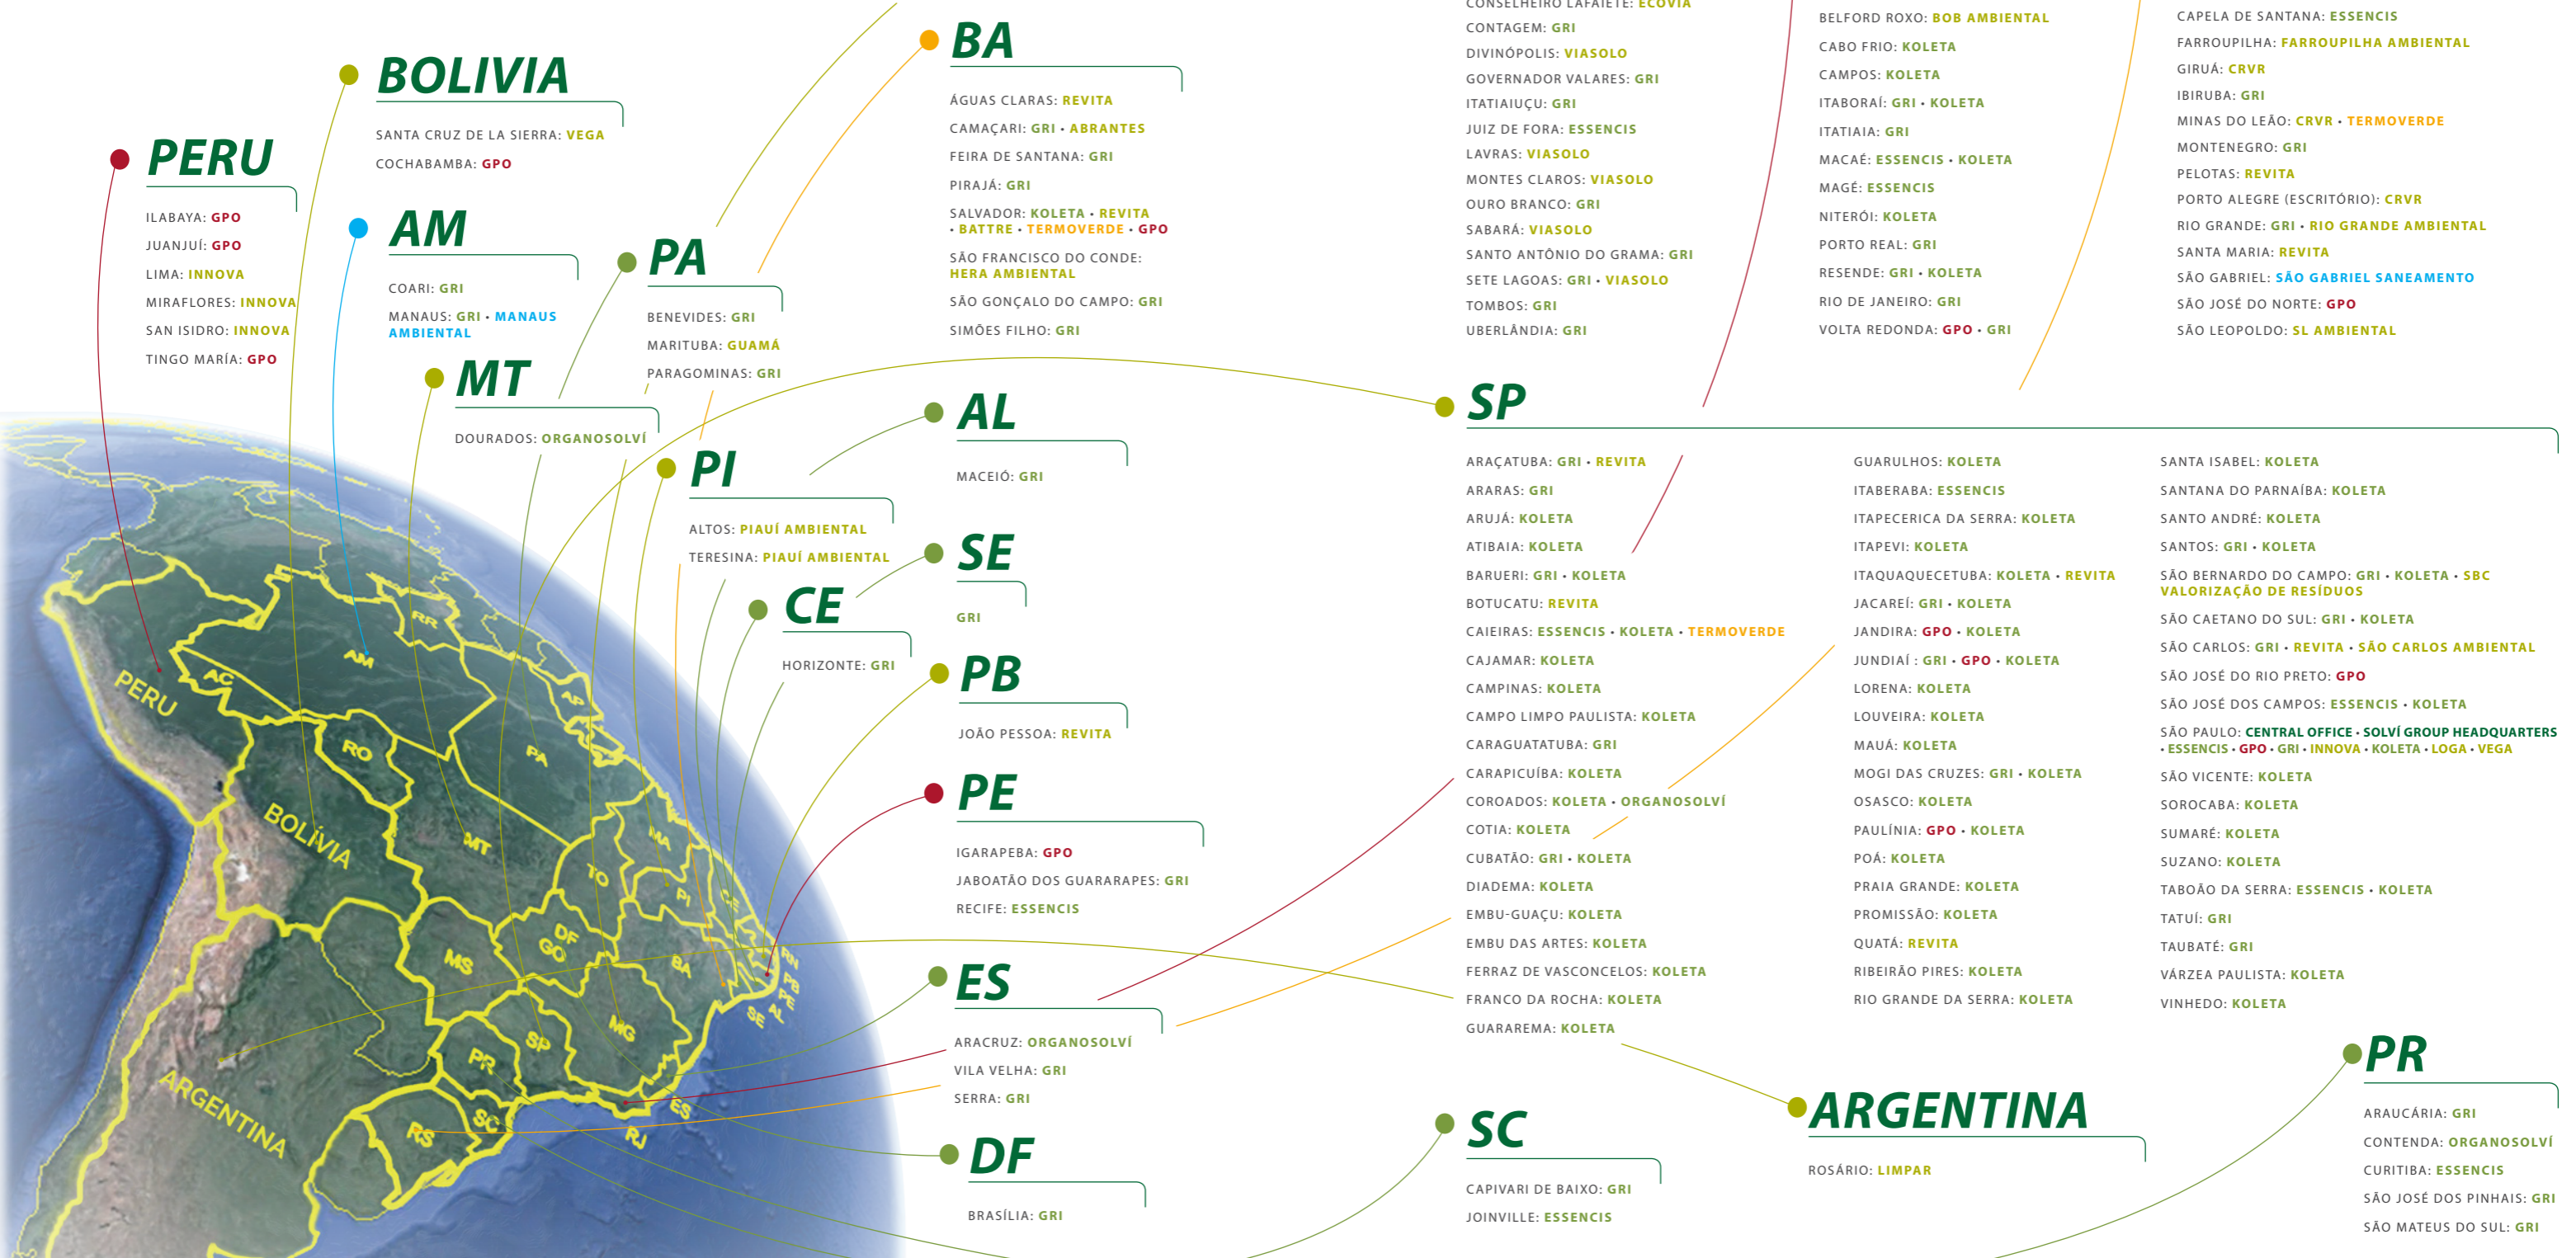 BOLIVIA
SANTA CRUZ DE LA SIERRA: VEGA
COCHABAMBA: GPO
PERU
ILABAYA: GPO
JUANJUÍ: GPO
LIMA: INNOVA
MIRAFLORES: INNOVA
SAN ISIDRO: INNOVA
TINGO MARÍA: GPO
AM
COARI: GRI
MANAUS: GRI • MANAUS
AMBIENTAL
MT
DOURADOS: ORGANOSOLVÍ
PA
BENEVIDES: GRI
MARITUBA: GUAMÁ
PARAGOMINAS: GRI
PI
ALTOS: PIAUÍ AMBIENTAL
TERESINA: PIAUÍ AMBIENTAL
CE
HORIZONTE: GRI
BA
ÁGUAS CLARAS: REVITA
CAMAÇARI: GRI • ABRANTES
FEIRA DE SANTANA: GRI
PIRAJÁ: GRI
SALVADOR: KOLETA • REVITA
• BATTRE • TERMOVERDE • GPO
SÃO FRANCISCO DO CONDE:
HERA AMBIENTAL
SÃO GONÇALO DO CAMPO: GRI
SIMÕES FILHO: GRI
AL
MACEIÓ: GRI
SE
GRI
PB
JOÃO PESSOA: REVITA
PE
IGARAPEBA: GPO
JABOATÃO DOS GUARARAPES: GRI
RECIFE: ESSENCIS
ES
ARACRUZ: ORGANOSOLVÍ
VILA VELHA: GRI
SERRA: GRI
DF
BRASÍLIA: GRI
CONSELHEIRO LAFAIETE: ECOVIA
CONTAGEM: GRI
DIVINÓPOLIS: VIASOLO
GOVERNADOR VALARES: GRI
ITATIAIUÇU: GRI
JUIZ DE FORA: ESSENCIS
LAVRAS: VIASOLO
MONTES CLAROS: VIASOLO
OURO BRANCO: GRI
SABARÁ: VIASOLO
SANTO ANTÔNIO DO GRAMA: GRI
SETE LAGOAS: GRI • VIASOLO
TOMBOS: GRI
UBERLÂNDIA: GRI
BELFORD ROXO: BOB AMBIENTAL
CABO FRIO: KOLETA
CAMPOS: KOLETA
ITABORAÍ: GRI • KOLETA
ITATIAIA: GRI
MACAÉ: ESSENCIS • KOLETA
MAGÉ: ESSENCIS
NITERÓI: KOLETA
PORTO REAL: GRI
RESENDE: GRI • KOLETA
RIO DE JANEIRO: GRI
VOLTA REDONDA: GPO • GRI
CAPELA DE SANTANA: ESSENCIS
FARROUPILHA: FARROUPILHA AMBIENTAL
GIRUÁ: CRVR
IBIRUBA: GRI
MINAS DO LEÃO: CRVR • TERMOVERDE
MONTENEGRO: GRI
PELOTAS: REVITA
PORTO ALEGRE (ESCRITÓRIO): CRVR
RIO GRANDE: GRI • RIO GRANDE AMBIENTAL
SANTA MARIA: REVITA
SÃO GABRIEL: SÃO GABRIEL SANEAMENTO
SÃO JOSÉ DO NORTE: GPO
SÃO LEOPOLDO: SL AMBIENTAL
SP
ARAÇATUBA: GRI • REVITA
ARARAS: GRI
ARUJÁ: KOLETA
ATIBAIA: KOLETA
BARUERI: GRI • KOLETA
BOTUCATU: REVITA
CAIEIRAS: ESSENCIS • KOLETA • TERMOVERDE
CAJAMAR: KOLETA
CAMPINAS: KOLETA
CAMPO LIMPO PAULISTA: KOLETA
CARAGUATATUBA: GRI
CARAPICUÍBA: KOLETA
COROADOS: KOLETA • ORGANOSOLVÍ
COTIA: KOLETA
CUBATÃO: GRI • KOLETA
DIADEMA: KOLETA
EMBU-GUAÇU: KOLETA
EMBU DAS ARTES: KOLETA
FERRAZ DE VASCONCELOS: KOLETA
FRANCO DA ROCHA: KOLETA
GUARAREMA: KOLETA
GUARULHOS: KOLETA
ITABERABA: ESSENCIS
ITAPECERICA DA SERRA: KOLETA
ITAPEVI: KOLETA
ITAQUAQUECETUBA: KOLETA • REVITA
JACAREÍ: GRI • KOLETA
JANDIRA: GPO • KOLETA
JUNDIAÍ : GRI • GPO • KOLETA
LORENA: KOLETA
LOUVEIRA: KOLETA
MAUÁ: KOLETA
MOGI DAS CRUZES: GRI • KOLETA
OSASCO: KOLETA
PAULÍNIA: GPO • KOLETA
POÁ: KOLETA
PRAIA GRANDE: KOLETA
PROMISSÃO: KOLETA
QUATÁ: REVITA
RIBEIRÃO PIRES: KOLETA
RIO GRANDE DA SERRA: KOLETA
SANTA ISABEL: KOLETA
SANTANA DO PARNAÍBA: KOLETA
SANTO ANDRÉ: KOLETA
SANTOS: GRI • KOLETA
SÃO BERNARDO DO CAMPO: GRI • KOLETA • SBC
VALORIZAÇÃO DE RESÍDUOS
SÃO CAETANO DO SUL: GRI • KOLETA
SÃO CARLOS: GRI • REVITA • SÃO CARLOS AMBIENTAL
SÃO JOSÉ DO RIO PRETO: GPO
SÃO JOSÉ DOS CAMPOS: ESSENCIS • KOLETA
SÃO PAULO: CENTRAL OFFICE • SOLVÍ GROUP HEADQUARTERS
• ESSENCIS • GPO • GRI • INNOVA • KOLETA • LOGA • VEGA
SÃO VICENTE: KOLETA
SOROCABA: KOLETA
SUMARÉ: KOLETA
SUZANO: KOLETA
TABOÃO DA SERRA: ESSENCIS • KOLETA
TATUÍ: GRI
TAUBATÉ: GRI
VÁRZEA PAULISTA: KOLETA
VINHEDO: KOLETA
SC
CAPIVARI DE BAIXO: GRI
JOINVILLE: ESSENCIS
ARGENTINA
ROSÁRIO: LIMPAR
PR
ARAUCÁRIA: GRI
CONTENDA: ORGANOSOLVÍ
CURITIBA: ESSENCIS
SÃO JOSÉ DOS PINHAIS: GRI
SÃO MATEUS DO SUL: GRI
RR
AM
AP
AC
PERU
RO
PA
BOLÍVIA
MT
MA
TO
PI
CE
DF
GO
MS
BA
RN
PB
PE
AL
SE
MG
SP
PR
ARGENTINA
ES
SC
RS
RJ